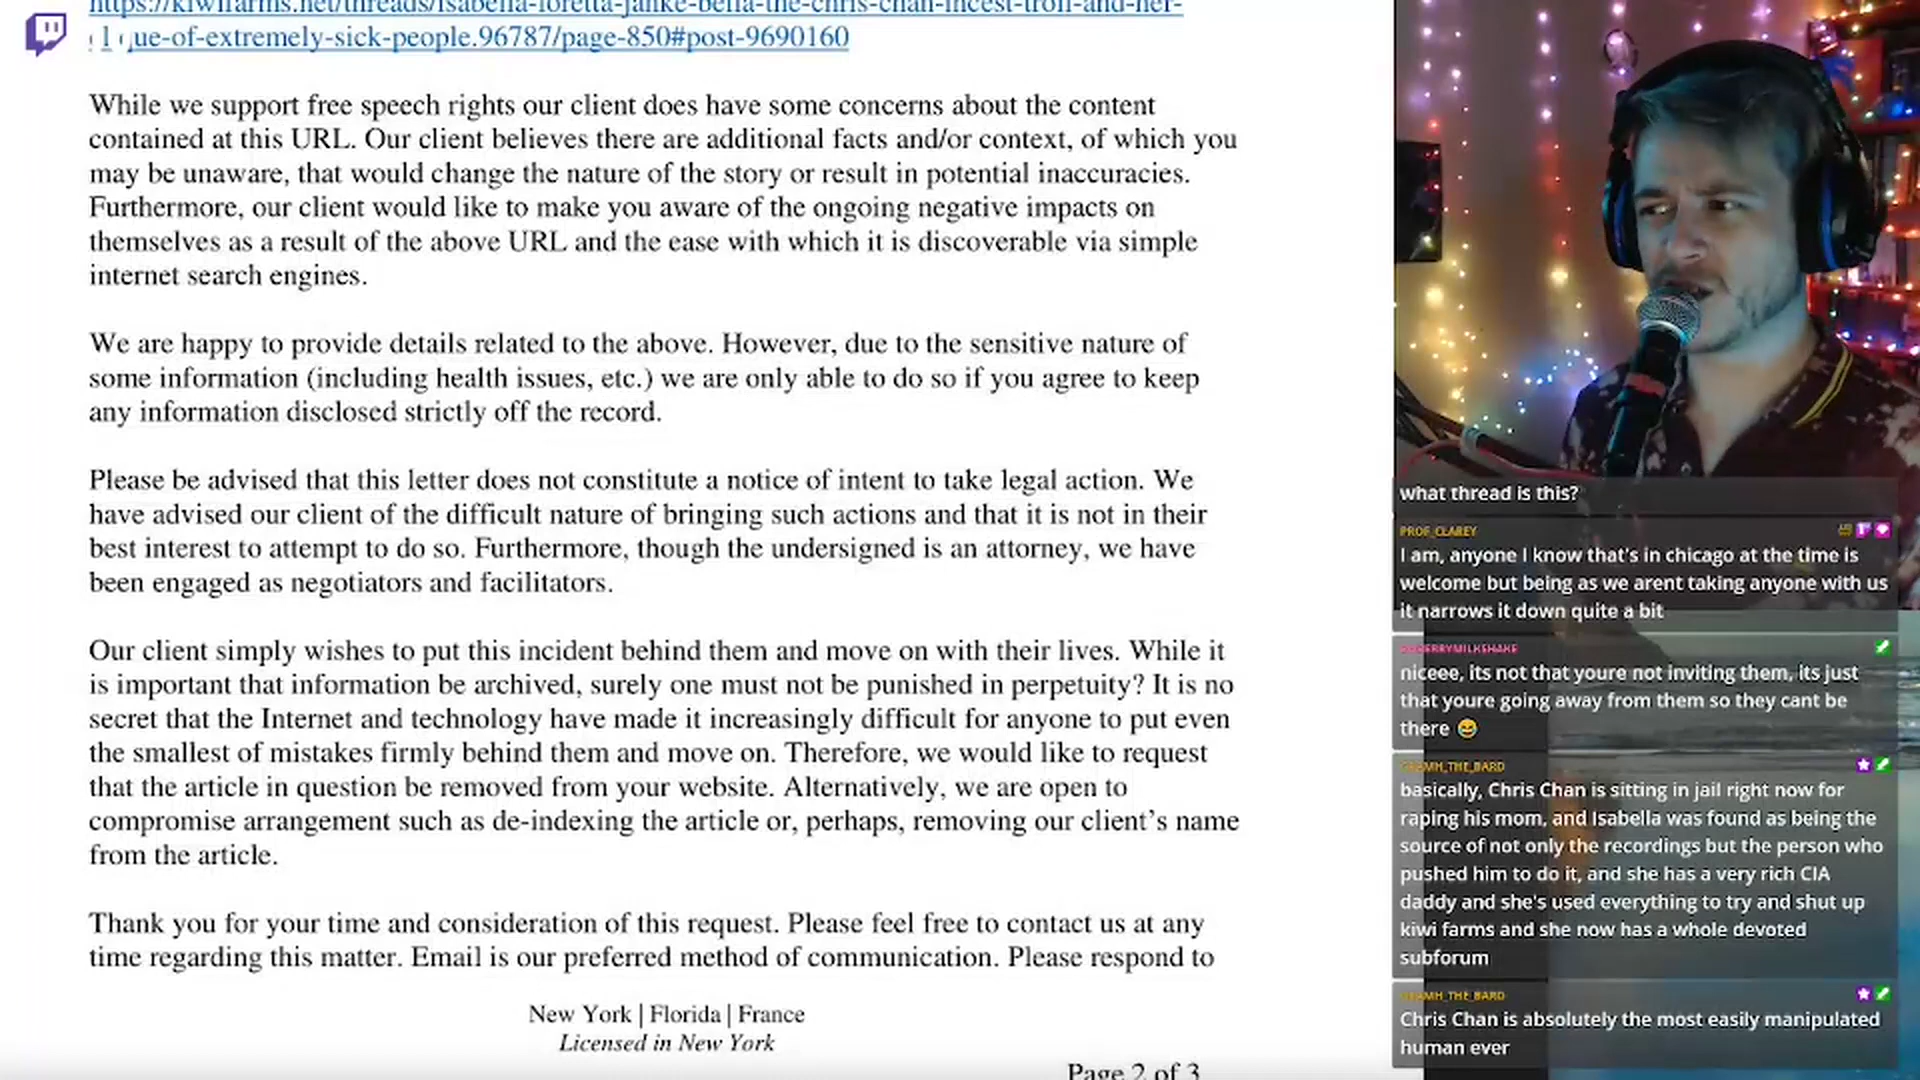 https://kiwifarms.net/threads/isabella-loretta-janke-bella-the-chris-chan-incest-troll-and-her-
ue-of-extremely-sick-people.96787/page-850#post-9690160
While we support free speech rights our client does have some concerns about the content
contained at this URL. Our client believes there are additional facts and/or context, of which you
may be unaware, that would change the nature of the story or result in potential inaccuracies.
Furthermore, our client would like to make you aware of the ongoing negative impacts on
themselves as a result of the above URL and the ease with which it is discoverable via simple
internet search engines.
We are happy to provide details related to the above. However, due to the sensitive nature of
some information (including health issues, etc.) we are only able to do so if you agree to keep
any information disclosed strictly off the record.
Please be advised that this letter does not constitute a notice of intent to take legal action. We
have advised our client of the difficult nature of bringing such actions and that it is not in their
best interest to attempt to do so. Furthermore, though the undersigned is an attorney, we have
been engaged as negotiators and facilitators.
Our client simply wishes to put this incident behind them and move on with their lives. While it
is important that information be archived, surely one must not be punished in perpetuity? It is no
secret that the Internet and technology have made it increasingly difficult for anyone to put even
the smallest of mistakes firmly behind them and move on. Therefore, we would like to request
that the article in question be removed from your website. Alternatively, we are open to
compromise arrangement such as de-indexing the article or, perhaps, removing our client's name
from the article.
Thank you for your time and consideration of this request. Please feel free to contact us at any
time regarding this matter. Email is our preferred method of communication. Please respond to
New York | Florida | France
Licensed in New York
Page 2 of 3
what thread is this?
PROF_CLAREY
I am, anyone I know that's in chicago at the time is
welcome but being as we arent taking anyone with us
it narrows it down quite a bit
niceee, its not that youre not inviting them, its just
that youre going away from them so they cant be
there 😅
basically, Chris Chan is sitting in jail right now for
raping his mom, and Isabella was found as being the
source of not only the recordings but the person who
pushed him to do it, and she has a very rich CIA
daddy and she's used everything to try and shut up
kiwi farms and she now has a whole devoted
subforum
Chris Chan is absolutely the most easily manipulated
human ever